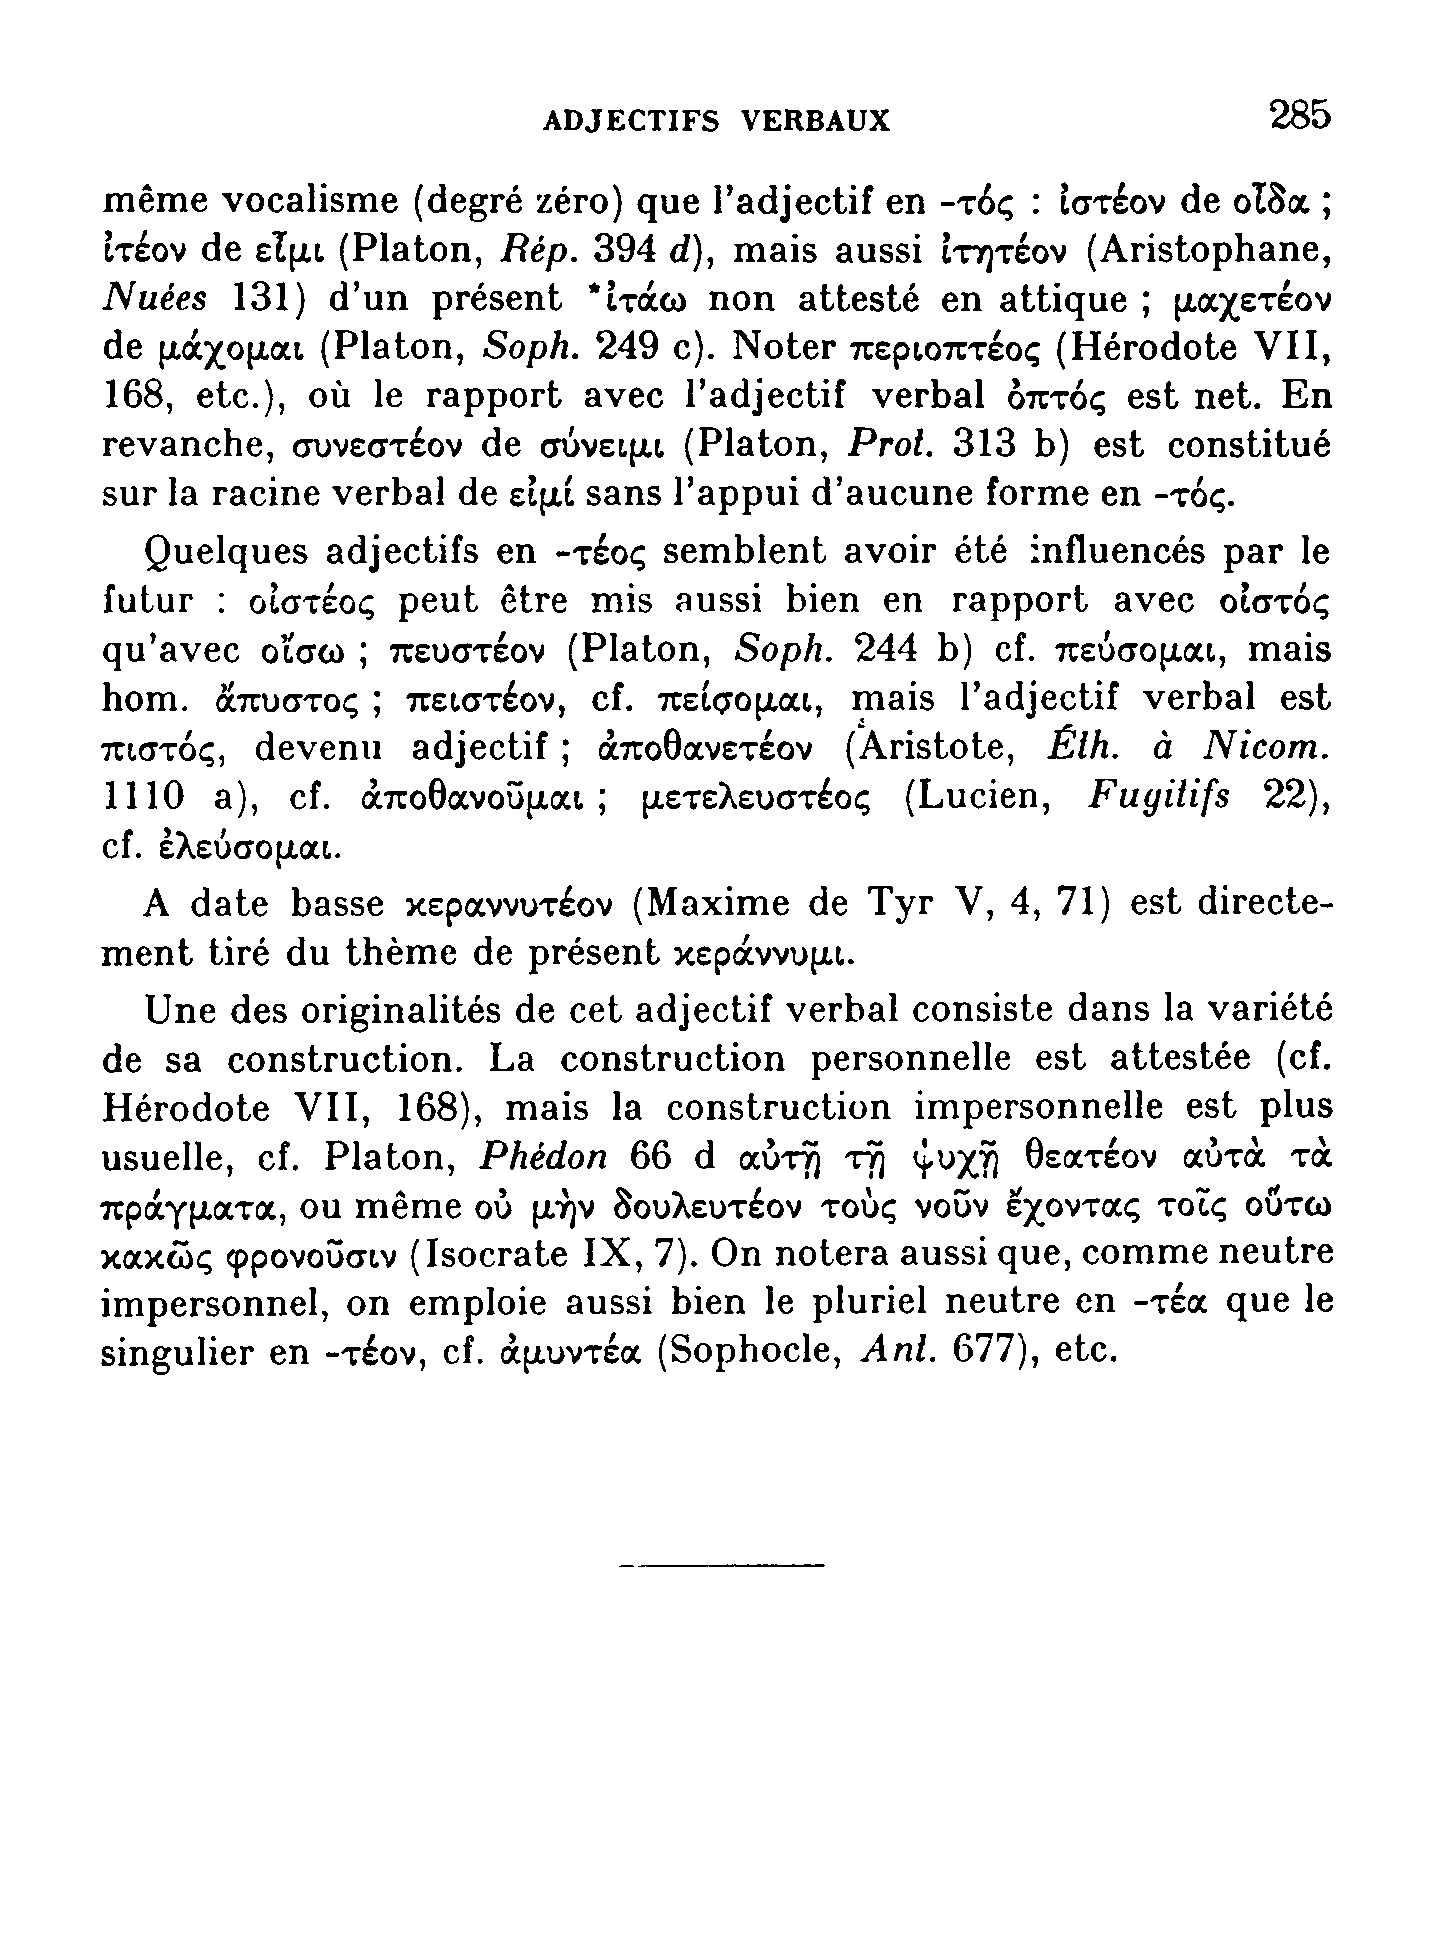 ADJECTIFS VERBAUX 285
même vocalisme (degré zéro) que l’adjectif en -τός : ἰστέον de οἶδα ;
ἰτέον de εἶμι (Platon, Rép. 394 d), mais aussi ἰτητέον (Aristophane,
Nuées 131) d’un présent *ἰτάω non attesté en attique ; μαχετέον
de μάχομαι (Platon, Soph. 249 c). Noter περιοπτέος (Hérodote VII,
168, etc.), où le rapport avec l’adjectif verbal ὀπτός est net. En
revanche, συνεστέον de σύνειμι (Platon, Prot. 313 b) est constitué
sur la racine verbal de εἰμί sans l’appui d’aucune forme en -τός.
Quelques adjectifs en -τέος semblent avoir été influencés par le
futur : οἰστέος peut être mis aussi bien en rapport avec οἰστός
qu’avec οἴσω ; πευστέον (Platon, Soph. 244 b) cf. πεύσομαι, mais
hom. ἄπυστος ; πειστέον, cf. πείσομαι, mais l’adjectif verbal est
πιστός, devenu adjectif ; ἀποθανετέον (Aristote, Éth. à Nicom.
1110 a), cf. ἀποθανοῦμαι ; μετελευστέος (Lucien, Fugitifs 22),
cf. ἐλεύσομαι.
A date basse κεραννυτέον (Maxime de Tyr V, 4, 71) est directe-
ment tiré du thème de présent κεράννυμι.
Une des originalités de cet adjectif verbal consiste dans la variété
de sa construction. La construction personnelle est attestée (cf.
Hérodote VII, 168), mais la construction impersonnelle est plus
usuelle, cf. Platon, Phédon 66 d αὐτῇ τῇ ψυχῇ θεατέον αὐτὰ τὰ
πράγματα, ou même οὐ μὴν δουλευτέον τοὺς νοῦν ἔχοντας τοῖς οὕτω
κακῶς φρονοῦσιν (Isocrate IX, 7). On notera aussi que, comme neutre
impersonnel, on emploie aussi bien le pluriel neutre en -τέα que le
singulier en -τέον, cf. ἀμυντέα (Sophocle, Ant. 677), etc.